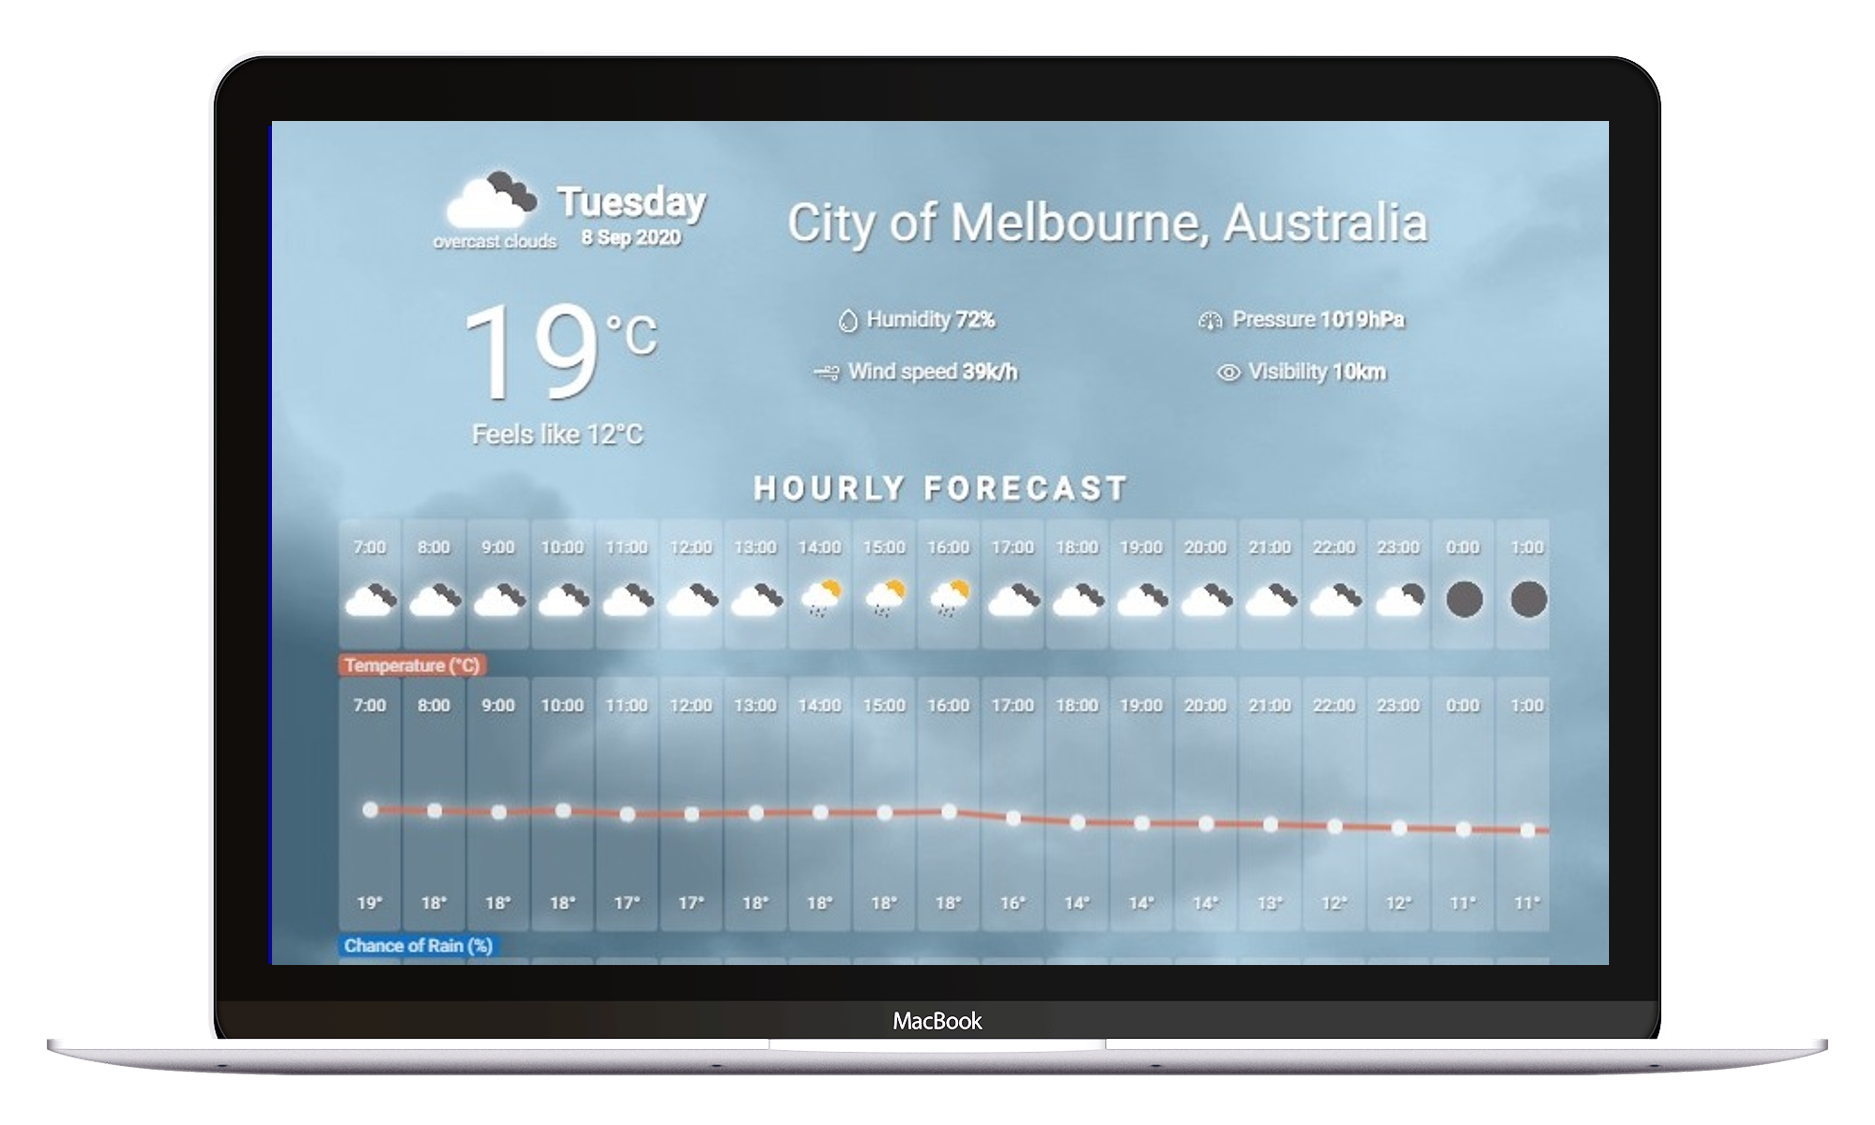 Tuesday
overcast clouds 8 Sep 2020
City of Melbourne, Australia
19 °C
Feels like 12°C
Humidity 72%
Pressure 1019hPa
Wind speed 39k/h
Visibility 10km
HOURLY FORECAST
7:00 8:00 9:00 10:00 11:00 12:00 13:00 14:00 15:00 16:00 17:00 18:00 19:00 20:00 21:00 22:00 23:00 0:00 1:00
Temperature (°C)
7:00 8:00 9:00 10:00 11:00 12:00 13:00 14:00 15:00 16:00 17:00 18:00 19:00 20:00 21:00 22:00 23:00 0:00 1:00
19° 18° 18° 18° 17° 17° 18° 18° 18° 18° 16° 14° 14° 14° 13° 12° 12° 11° 11°
Chance of Rain (%)
MacBook